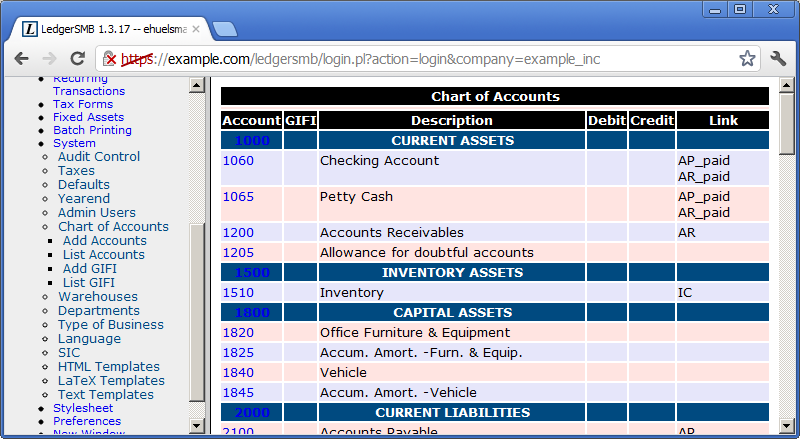 LedgerSMB 1.3.17 -- ehuelsma
https://example.com/ledgersmb/login.pl?action=login&company=example_inc
Recurring
Transactions
Tax Forms
Fixed Assets
Batch Printing
System
Audit Control
Taxes
Defaults
Yearend
Admin Users
Chart of Accounts
Add Accounts
List Accounts
Add GIFI
List GIFI
Warehouses
Departments
Type of Business
Language
SIC
HTML Templates
LaTeX Templates
Text Templates
Stylesheet
Preferences
New Window
Chart of Accounts
Account GIFI Description Debit Credit Link
1000 CURRENT ASSETS
1060 Checking Account AP_paid
AR_paid
1065 Petty Cash AP_paid
AR_paid
1200 Accounts Receivables AR
1205 Allowance for doubtful accounts
1500 INVENTORY ASSETS
1510 Inventory IC
1800 CAPITAL ASSETS
1820 Office Furniture & Equipment
1825 Accum. Amort. -Furn. & Equip.
1840 Vehicle
1845 Accum. Amort. -Vehicle
2000 CURRENT LIABILITIES
2100 Accounts Payable AP